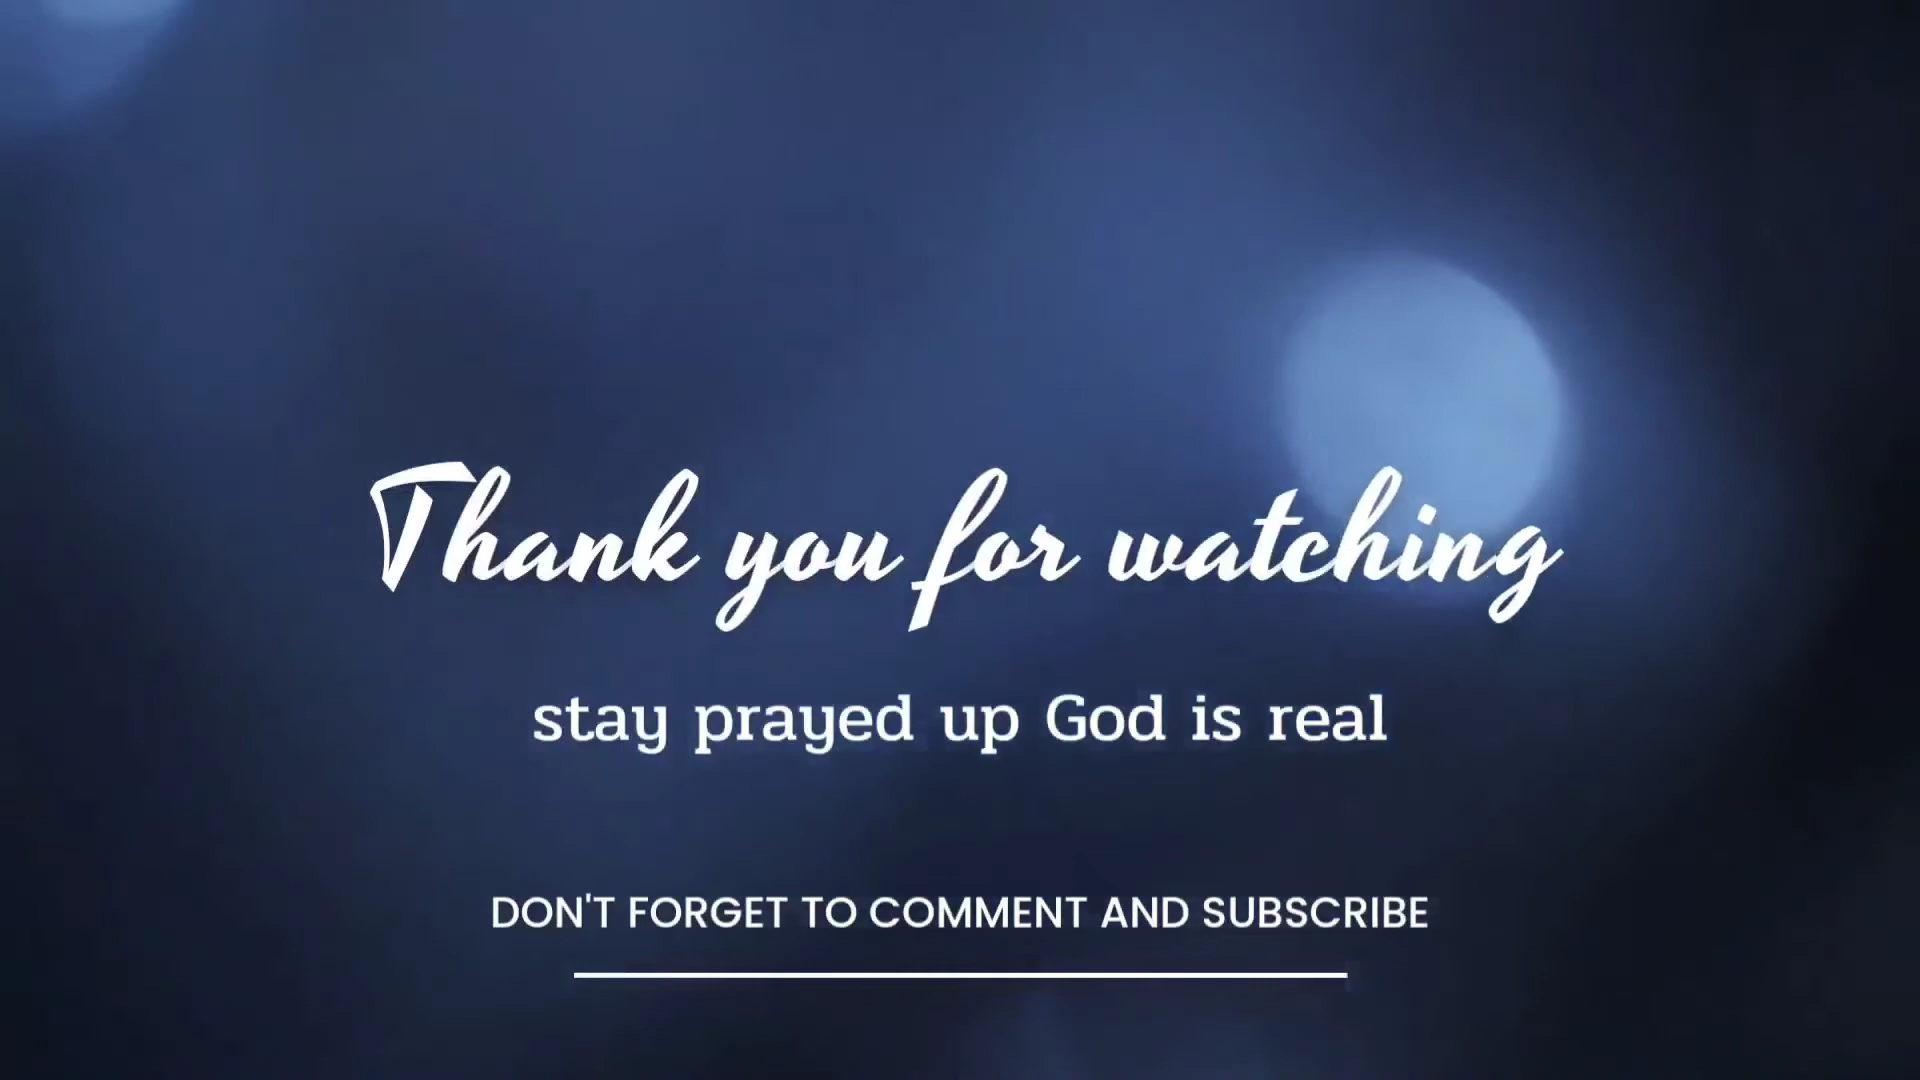 Thank you for watching
stay prayed up God is real
DON'T FORGET TO COMMENT AND SUBSCRIBE